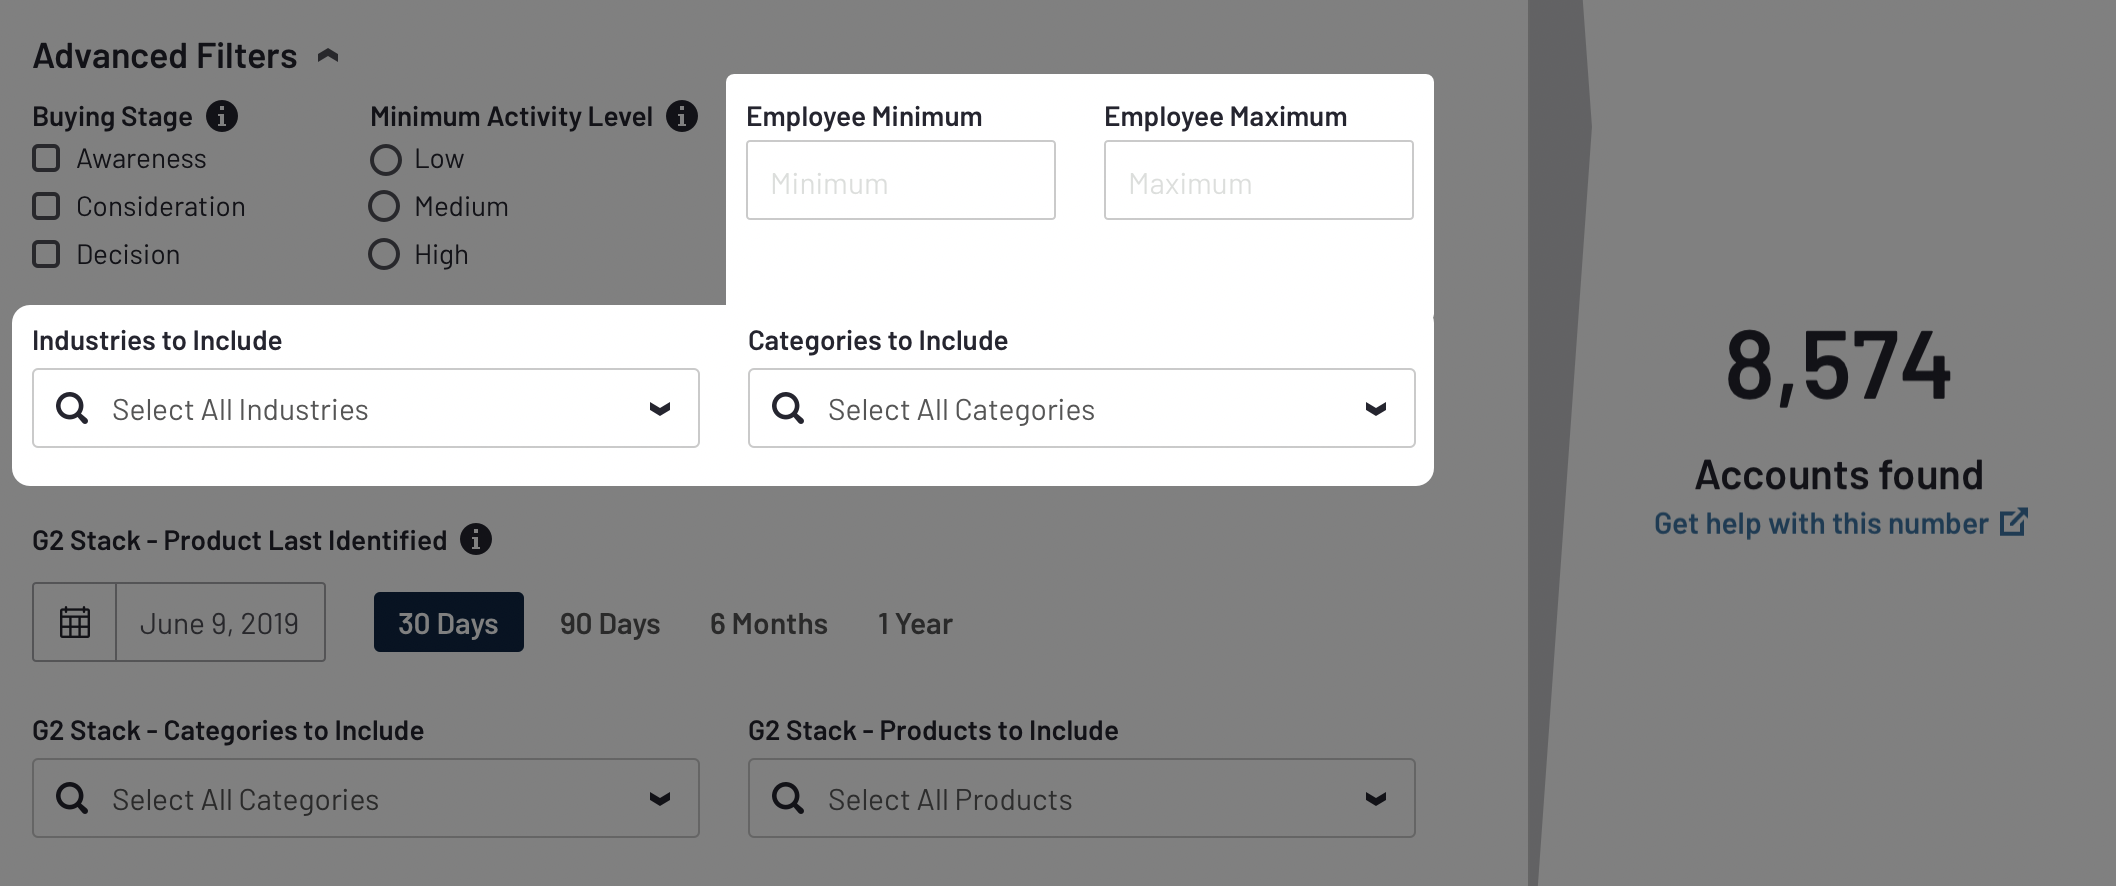 Advanced Filters
Buying Stage
Minimum Activity Level
Employee Minimum
Employee Maximum
Awareness
Low
Minimum
Maximum
Consideration
Medium
Decision
High
Industries to Include
Categories to Include
Select All Industries
Select All Categories
8,574
Accounts found
Get help with this number
G2 Stack - Product Last Identified
June 9, 2019
30 Days
90 Days
6 Months
1 Year
G2 Stack - Categories to Include
G2 Stack - Products to Include
Select All Categories
Select All Products